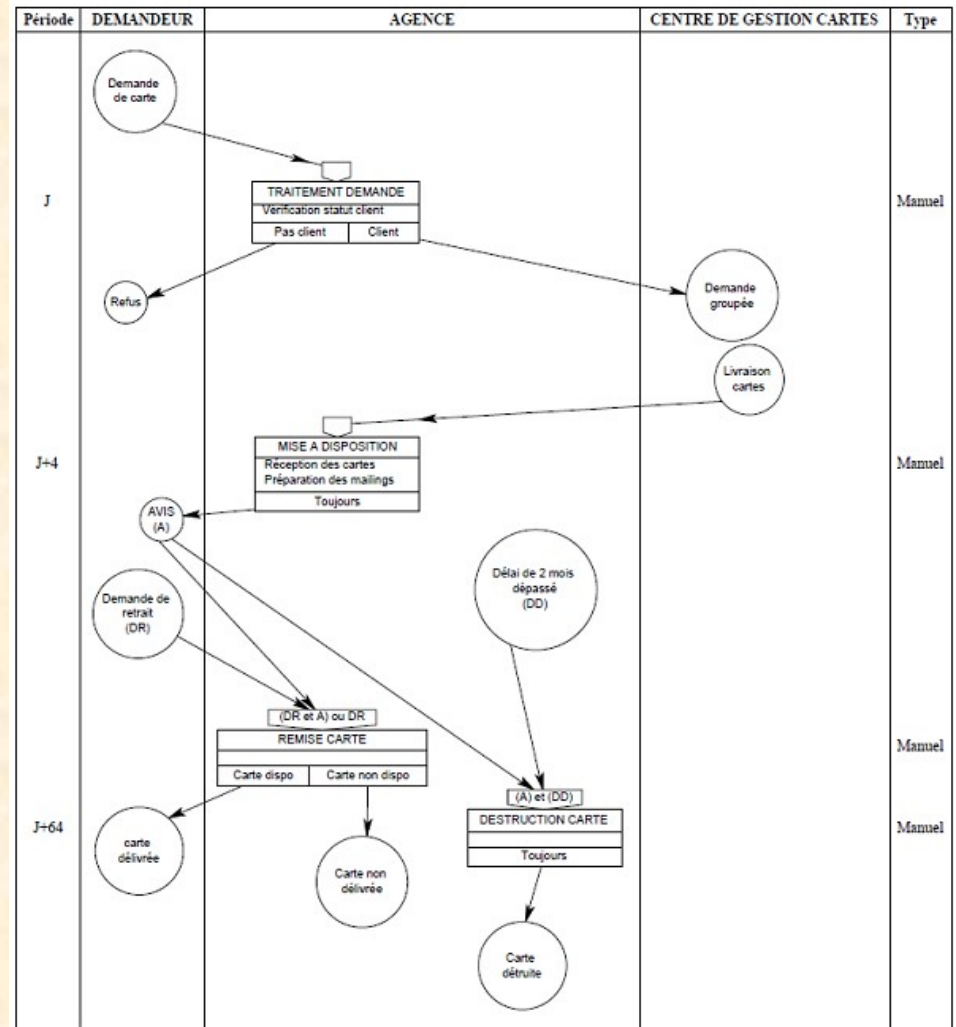 Période DEMANDEUR AGENCE CENTRE DE GESTION CARTES Type
Demande
de carte
TRAITEMENT DEMANDE
J
Manuel
Vérification statut client
Pas client Client
Refus
Demande
groupée
Livraison
cartes
MISE A DISPOSITION
J+4
Manuel
Réception des cartes
Préparation des mailings
Toujours
AVIS
(A)
Délai de 2 mois
dépassé
(DD)
Demande de
retrait
(DR)
(DR et A) ou DR
REMISE CARTE
Manuel
Carte dispo Carte non dispo
(A) et (DD)
DESTRUCTION CARTE
J+64
Manuel
Toujours
carte
délivrée
Carte non
délivrée
Carte
détruite